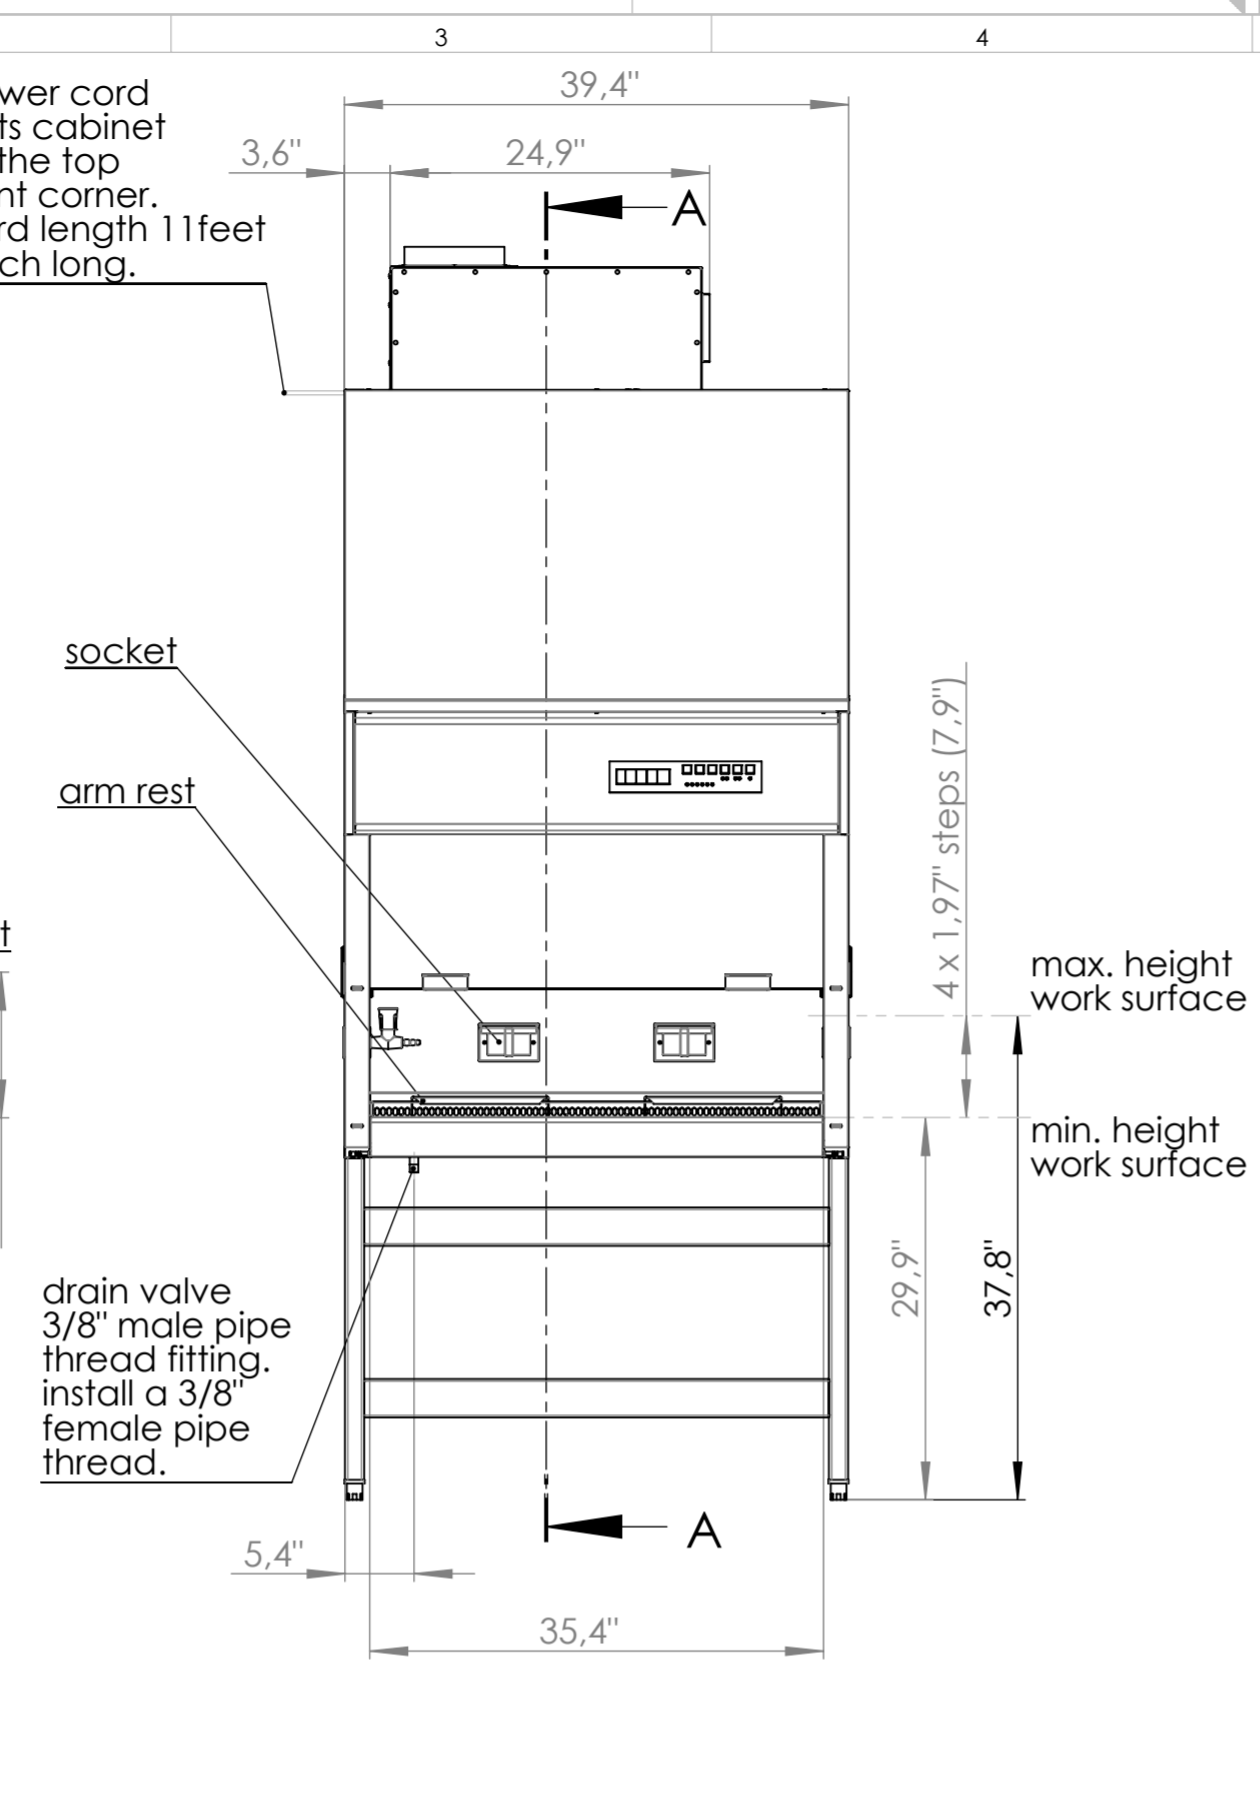 3
4
39,4"
3,6"
24,9"
A
wer cord
ts cabinet
the top
nt corner.
rd length 11feet
ch long.
socket
arm rest
4 x 1,97" steps (7,9")
t
max. height
work surface
min. height
work surface
29,9"
37,8"
drain valve
3/8" male pipe
thread fitting.
install a 3/8"
female pipe
thread.
A
5,4"
35,4"